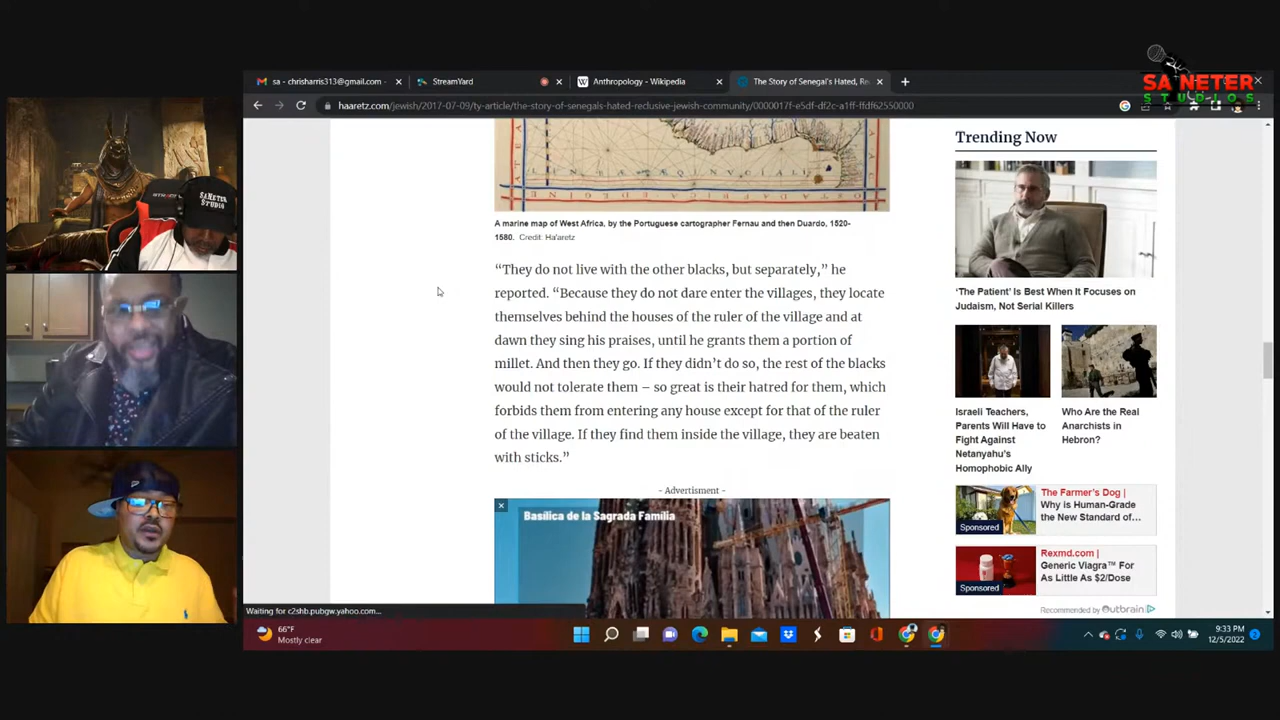 SANETER
STUDIOS
sa - chrisharris313@gmail.com -
StreamYard
Anthropology - Wikipedia
The Story of Senegal's Hated, Re
haaretz.com/jewish/2017-07-09/ty-article/the-story-of-senegals-hated-reclusive-jewish-community/0000017f-e5df-df2c-a1ff-ffdf62550000
A marine map of West Africa, by the Portuguese cartographer Fernau and then Duardo, 1520-
1580. Credit: Ha'aretz
“They do not live with the other blacks, but separately,” he
reported. “Because they do not dare enter the villages, they locate
themselves behind the houses of the ruler of the village and at
dawn they sing his praises, until he grants them a portion of
millet. And then they go. If they didn’t do so, the rest of the blacks
would not tolerate them – so great is their hatred for them, which
forbids them from entering any house except for that of the ruler
of the village. If they find them inside the village, they are beaten
with sticks.”
- Advertisment -
Basílica de la Sagrada Família
Trending Now
‘The Patient’ Is Best When It Focuses on
Judaism, Not Serial Killers
Israeli Teachers,
Parents Will Have to
Fight Against
Netanyahu's
Homophobic Ally
Who Are the Real
Anarchists in
Hebron?
The Farmer's Dog |
Why is Human-Grade
the New Standard of…
Sponsored
Rexmd.com |
Generic Viagra™ For
As Little As $2/Dose
Sponsored
Recommended by Outbrain
SANETER
STUDIO
Waiting for c2shb.pubgw.yahoo.com...
66°F
Mostly clear
9:33 PM
12/5/2022